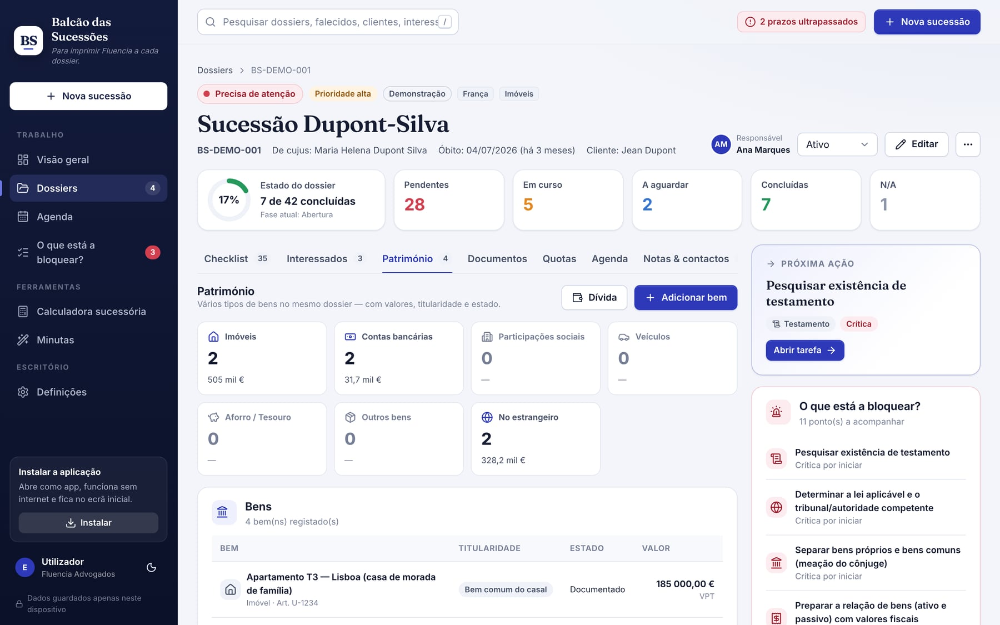 BS
Balcão das
Sucessões
Para imprimir Fluencia a cada
dossier.
Nova sucessão
TRABALHO
Visão geral
Dossiers 4
Agenda
O que está a
bloquear? 3
FERRAMENTAS
Calculadora sucessória
Minutas
ESCRITÓRIO
Definições
Instalar a aplicação
Abre como app, funciona sem
internet e fica no ecrã inicial.
Instalar
E
Utilizador
Fluencia Advogados
Dados guardados apenas neste
dispositivo
Pesquisar dossiers, falecidos, clientes, interess /
2 prazos ultrapassados
Nova sucessão
Dossiers > BS-DEMO-001
Precisa de atenção Prioridade alta Demonstração França Imóveis
Sucessão Dupont-Silva
BS-DEMO-001 De cujus: Maria Helena Dupont Silva Óbito: 04/07/2026 (há 3 meses) Cliente: Jean Dupont
AM
Responsável
Ana Marques
Ativo
Editar
...
17%
Estado do dossier
7 de 42 concluídas
Fase atual: Abertura
Pendentes
28
Em curso
5
A aguardar
2
Concluídas
7
N/A
1
Checklist 35 Interessados 3 Património 4 Documentos Quotas Agenda Notas & contactos
Património
Vários tipos de bens no mesmo dossier — com valores, titularidade e estado.
Dívida
Adicionar bem
Imóveis
2
505 mil €
Contas bancárias
2
31,7 mil €
Participações sociais
0
—
Veículos
0
—
Aforro / Tesouro
0
—
Outros bens
0
—
No estrangeiro
2
328,2 mil €
Bens
4 bem(ns) registado(s)
BEM TITULARIDADE ESTADO VALOR
Apartamento T3 — Lisboa (casa de morada
de família)
Imóvel · Art. U-1234
Bem comum do casal
Documentado
185 000,00 €
VPT
PRÓXIMA AÇÃO
Pesquisar existência de
testamento
Testamento Crítica
Abrir tarefa
O que está a bloquear?
11 ponto(s) a acompanhar
Pesquisar existência de testamento
Crítica por iniciar
Determinar a lei aplicável e o
tribunal/autoridade competente
Crítica por iniciar
Separar bens próprios e bens comuns
(meação do cônjuge)
Crítica por iniciar
Preparar a relação de bens (ativo e
passivo) com valores fiscais